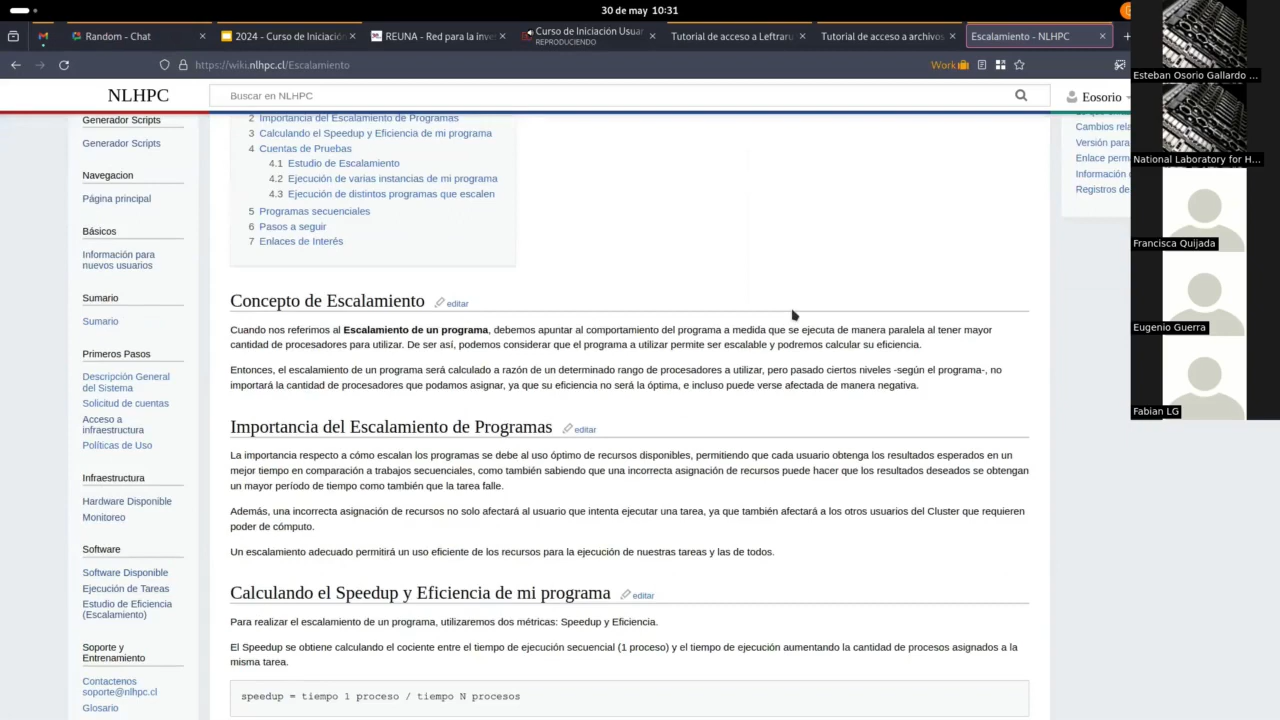 30 de may 10:31
Random - Chat
2024 - Curso de Iniciación
REUNA - Red para la inve
Curso de Iniciación Usuar
REPRODUCIENDO
Tutorial de acceso a Leftraru
Tutorial de acceso a archivos
Escalamiento - NLHPC
https://wiki.nlhpc.cl/Escalamiento
Work
NLHPC
Buscar en NLHPC
Eosorio
Generador Scripts
Generador Scripts
Navegacion
Página principal
Básicos
Información para
nuevos usuarios
Sumario
Sumario
Primeros Pasos
Descripción General
del Sistema
Solicitud de cuentas
Acceso a
infraestructura
Políticas de Uso
Infraestructura
Hardware Disponible
Monitoreo
Software
Software Disponible
Ejecución de Tareas
Estudio de Eficiencia
(Escalamiento)
Soporte y
Entrenamiento
Contactenos
soporte@nlhpc.cl
Glosario
2 Importancia del Escalamiento de Programas
3 Calculando el Speedup y Eficiencia de mi programa
4 Cuentas de Pruebas
4.1 Estudio de Escalamiento
4.2 Ejecución de varias instancias de mi programa
4.3 Ejecución de distintos programas que escalen
5 Programas secuenciales
6 Pasos a seguir
7 Enlaces de Interés
Concepto de Escalamiento editar
Cuando nos referimos al Escalamiento de un programa, debemos apuntar al comportamiento del programa a medida que se ejecuta de manera paralela al tener mayor
cantidad de procesadores para utilizar. De ser así, podemos considerar que el programa a utilizar permite ser escalable y podremos calcular su eficiencia.
Entonces, el escalamiento de un programa será calculado a razón de un determinado rango de procesadores a utilizar, pero pasado ciertos niveles -según el programa-, no
importará la cantidad de procesadores que podamos asignar, ya que su eficiencia no será la óptima, e incluso puede verse afectada de manera negativa.
Importancia del Escalamiento de Programas editar
La importancia respecto a cómo escalan los programas se debe al uso óptimo de recursos disponibles, permitiendo que cada usuario obtenga los resultados esperados en un
mejor tiempo en comparación a trabajos secuenciales, como también sabiendo que una incorrecta asignación de recursos puede hacer que los resultados deseados se obtengan
un mayor período de tiempo como también que la tarea falle.
Además, una incorrecta asignación de recursos no solo afectará al usuario que intenta ejecutar una tarea, ya que también afectará a los otros usuarios del Cluster que requieren
poder de cómputo.
Un escalamiento adecuado permitirá un uso eficiente de los recursos para la ejecución de nuestras tareas y las de todos.
Calculando el Speedup y Eficiencia de mi programa editar
Para realizar el escalamiento de un programa, utilizaremos dos métricas: Speedup y Eficiencia.
El Speedup se obtiene calculando el cociente entre el tiempo de ejecución secuencial (1 proceso) y el tiempo de ejecución aumentando la cantidad de procesos asignados a la
misma tarea.
speedup = tiempo 1 proceso / tiempo N procesos
Cambios rela
Versión para
Enlace perm
Información
Registros de
Esteban Osorio Gallardo ...
National Laboratory for H...
Francisca Quijada
Eugenio Guerra
Fabian LG